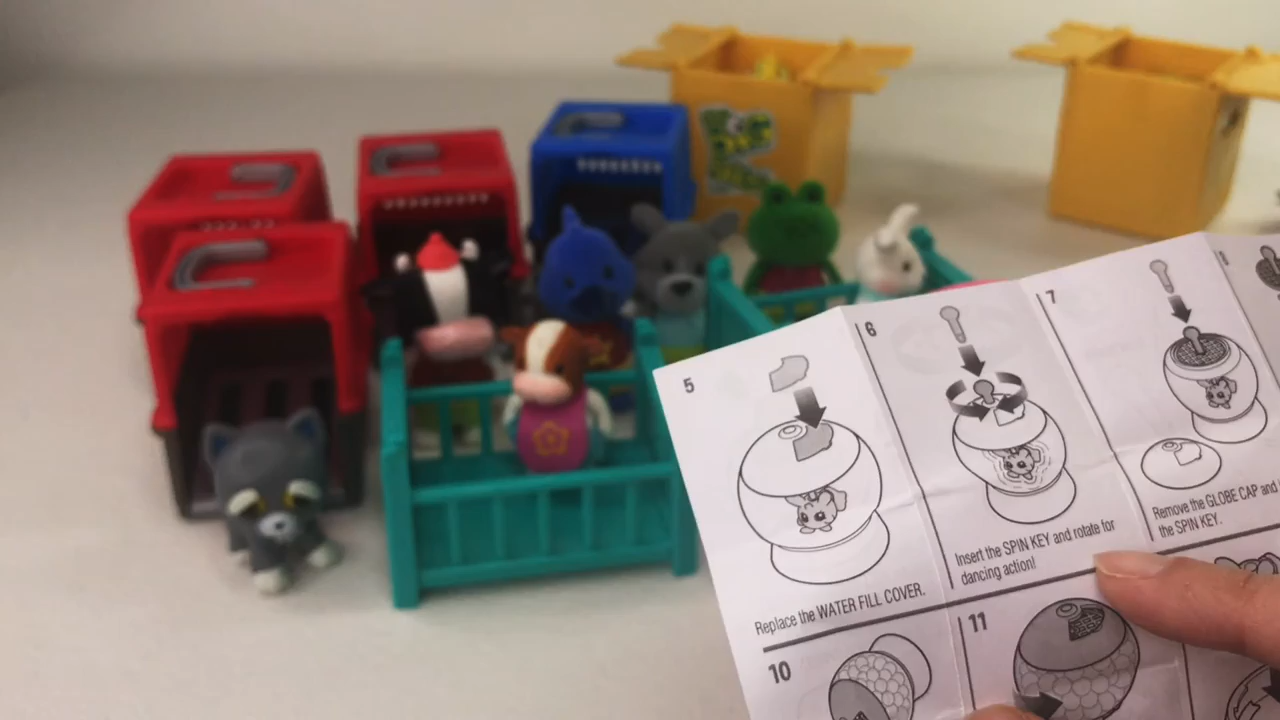 5
Replace the WATER FILL COVER.
6
Insert the SPIN KEY and rotate for
dancing action!
7
Remove the GLOBE CAP and
the SPIN KEY.
10
11